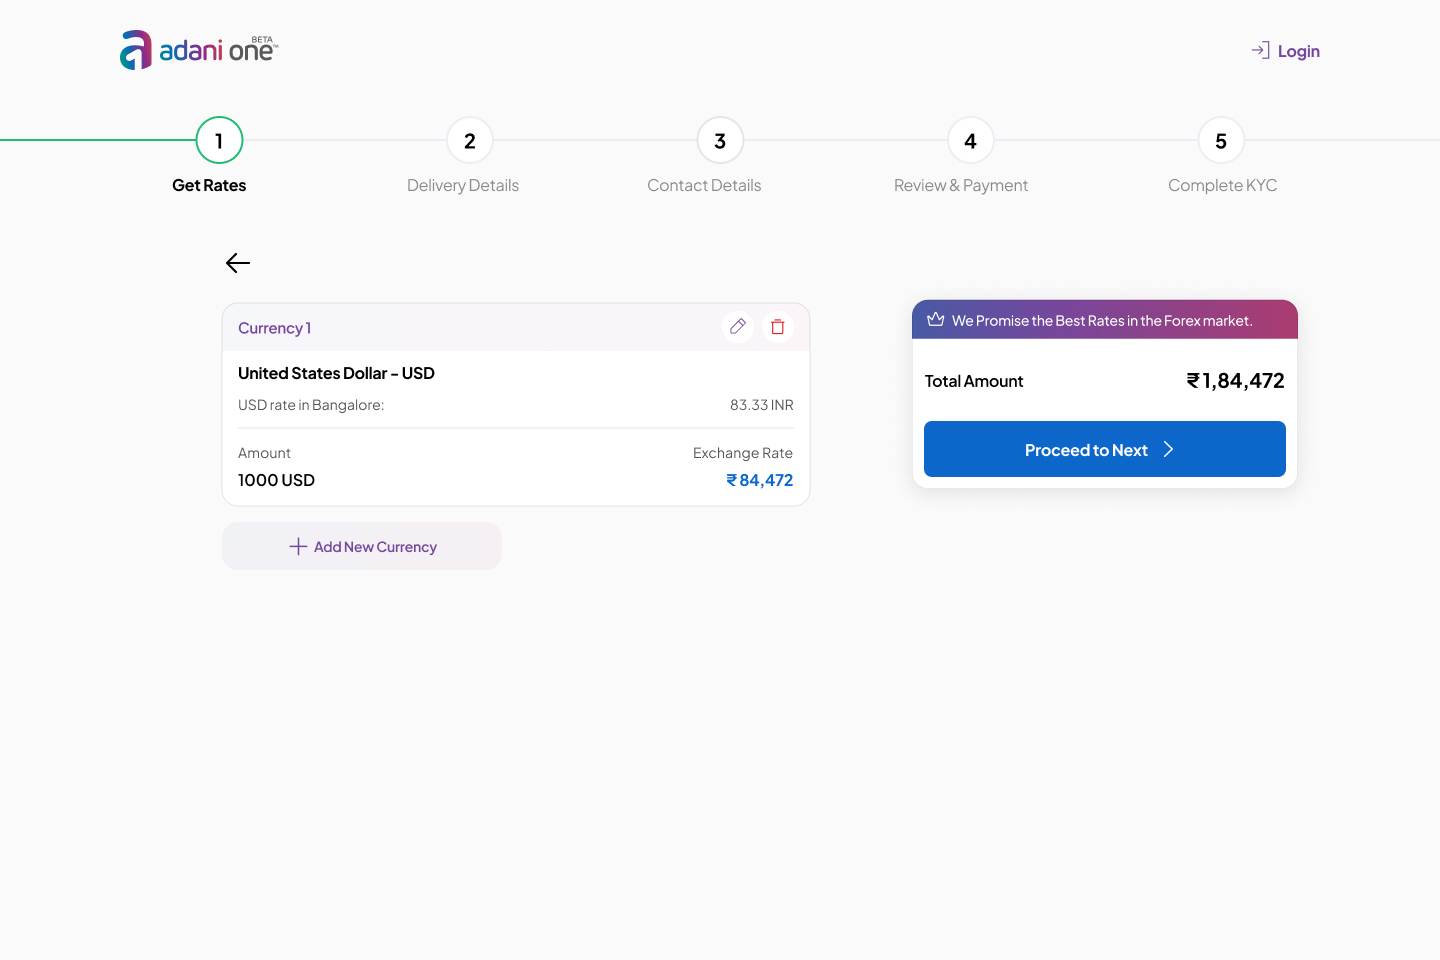 adani one BETA™
Login
1 2 3 4 5
Get Rates Delivery Details Contact Details Review & Payment Complete KYC
Currency 1
United States Dollar - USD
USD rate in Bangalore: 83.33 INR
Amount Exchange Rate
1000 USD ₹ 84,472
Add New Currency
We Promise the Best Rates in the Forex market.
Total Amount ₹ 1,84,472
Proceed to Next